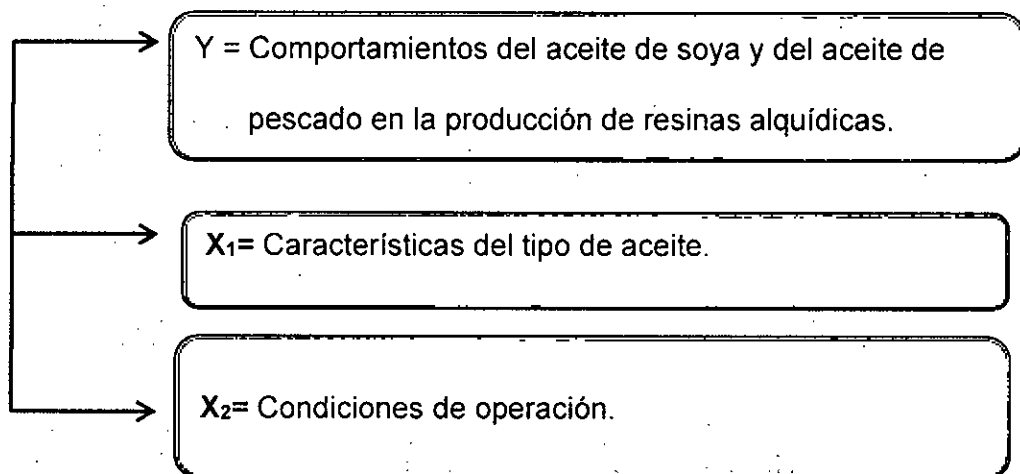 Y = Comportamientos del aceite de soya y del aceite de
pescado en la producción de resinas alquídicas.
X₁= Características del tipo de aceite.
X₂= Condiciones de operación.